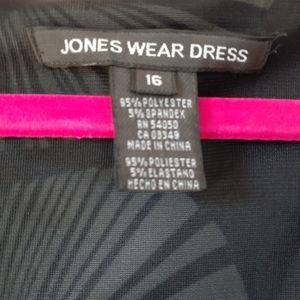 JONES WEAR DRESS
16
95% POLYESTER
5% SPANDEX
RN 54050
CA 03549
MADE IN CHINA
95% POLIESTER
5% ELASTANO
HECHO EN CHINA